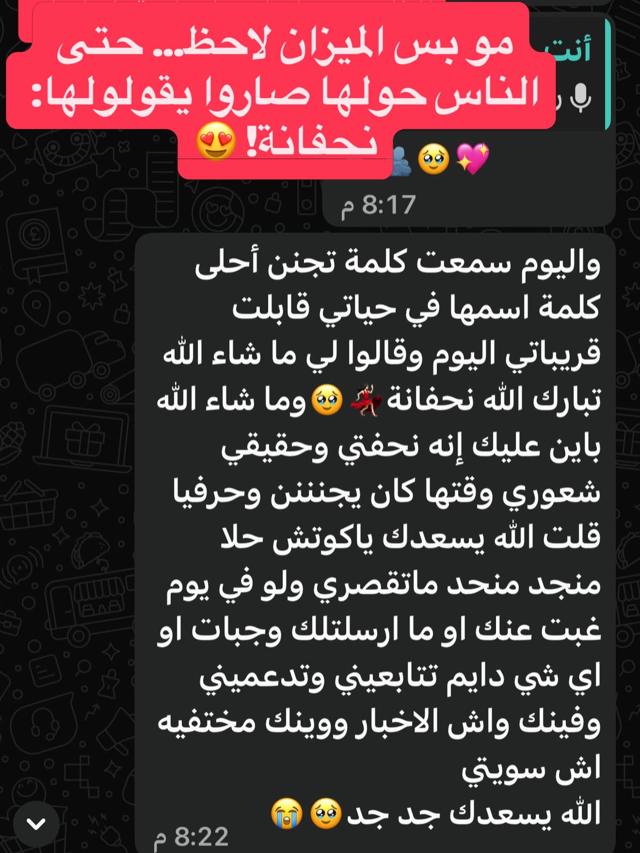 مو بس الميزان لاحظ... حتى
الناس حولها صاروا يقولولها:
نحفانة! 😍
أنت
💖🥹🫂
8:17 م
واليوم سمعت كلمة تجنن أحلى
كلمة اسمها في حياتي قابلت
قريباتي اليوم وقالوا لي ما شاء الله
تبارك الله نحفانة 💃🏻🥹وما شاء الله
باين عليك إنه نحفتي وحقيقي
شعوري وقتها كان يجنننن وحرفيا
قلت الله يسعدك ياكوتش حلا
منجد منحد ماتقصري ولو في يوم
غبت عنك او ما ارسلتلك وجبات او
اي شي دايم تتابعيني وتدعميني
وفينك واش الاخبار ووينك مختفيه
اش سويتي
الله يسعدك جد جد🥹😭
8:22 م